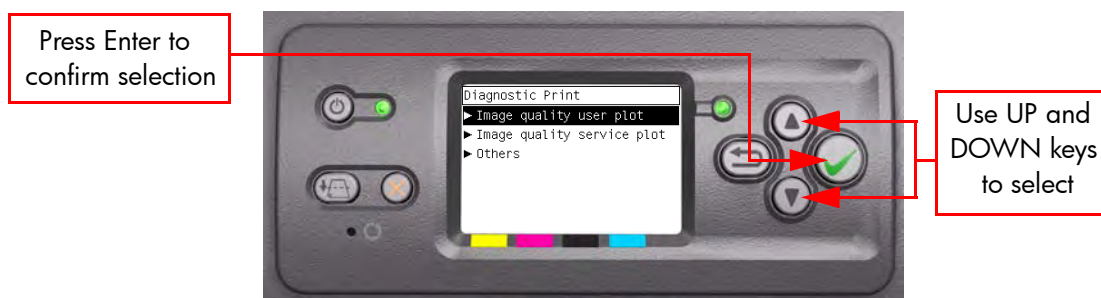 Press Enter to
confirm selection
Diagnostic Print
▶ Image quality user plot
▶ Image quality service plot
▶ Others
Use UP and
DOWN keys
to select